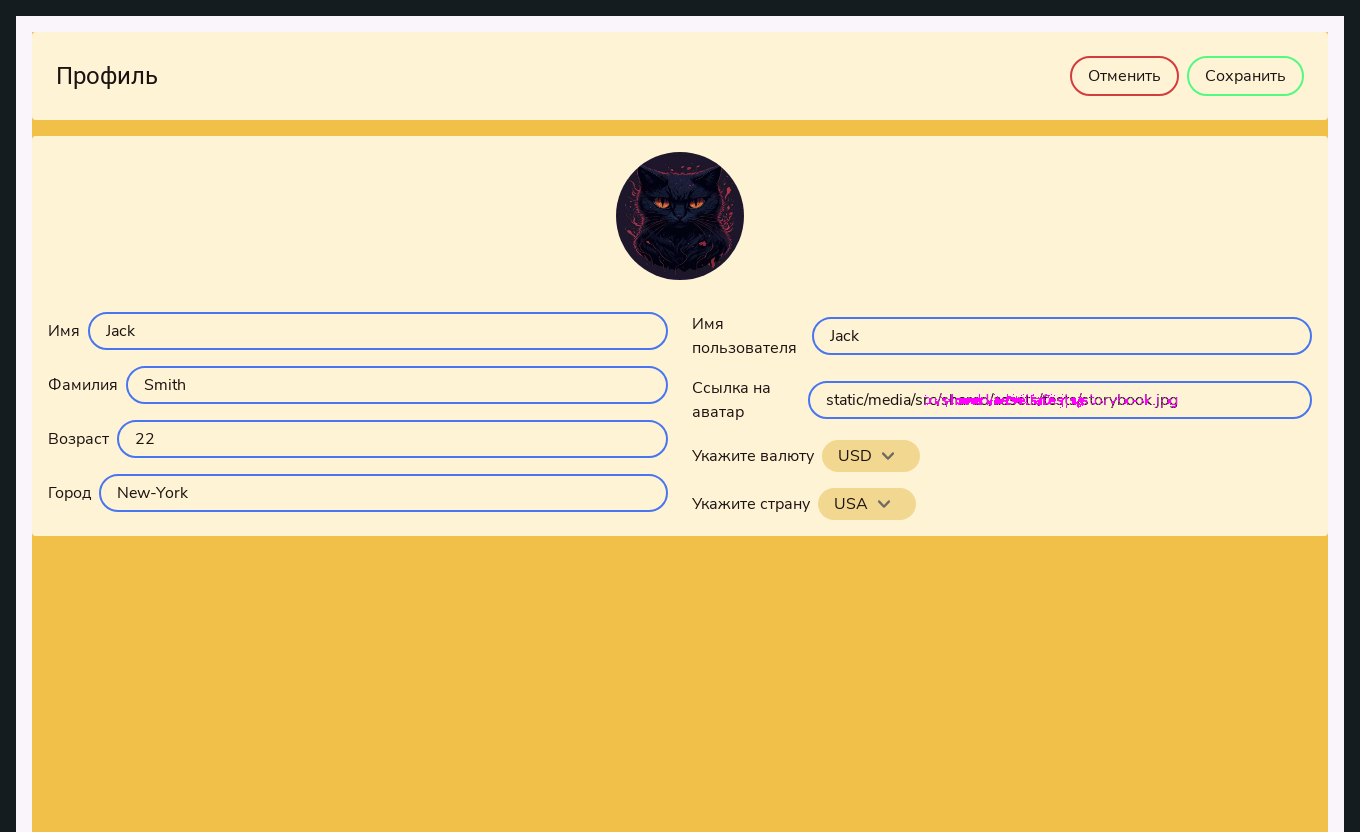 Профиль
Отменить
Сохранить
Имя
Jack
Фамилия
Smith
Возраст
22
Город
New-York
Имя
пользователя
Jack
Ссылка на
аватар
static/media/src/shared/assets/tests/storybook.jpg
Укажите валюту
USD
Укажите страну
USA